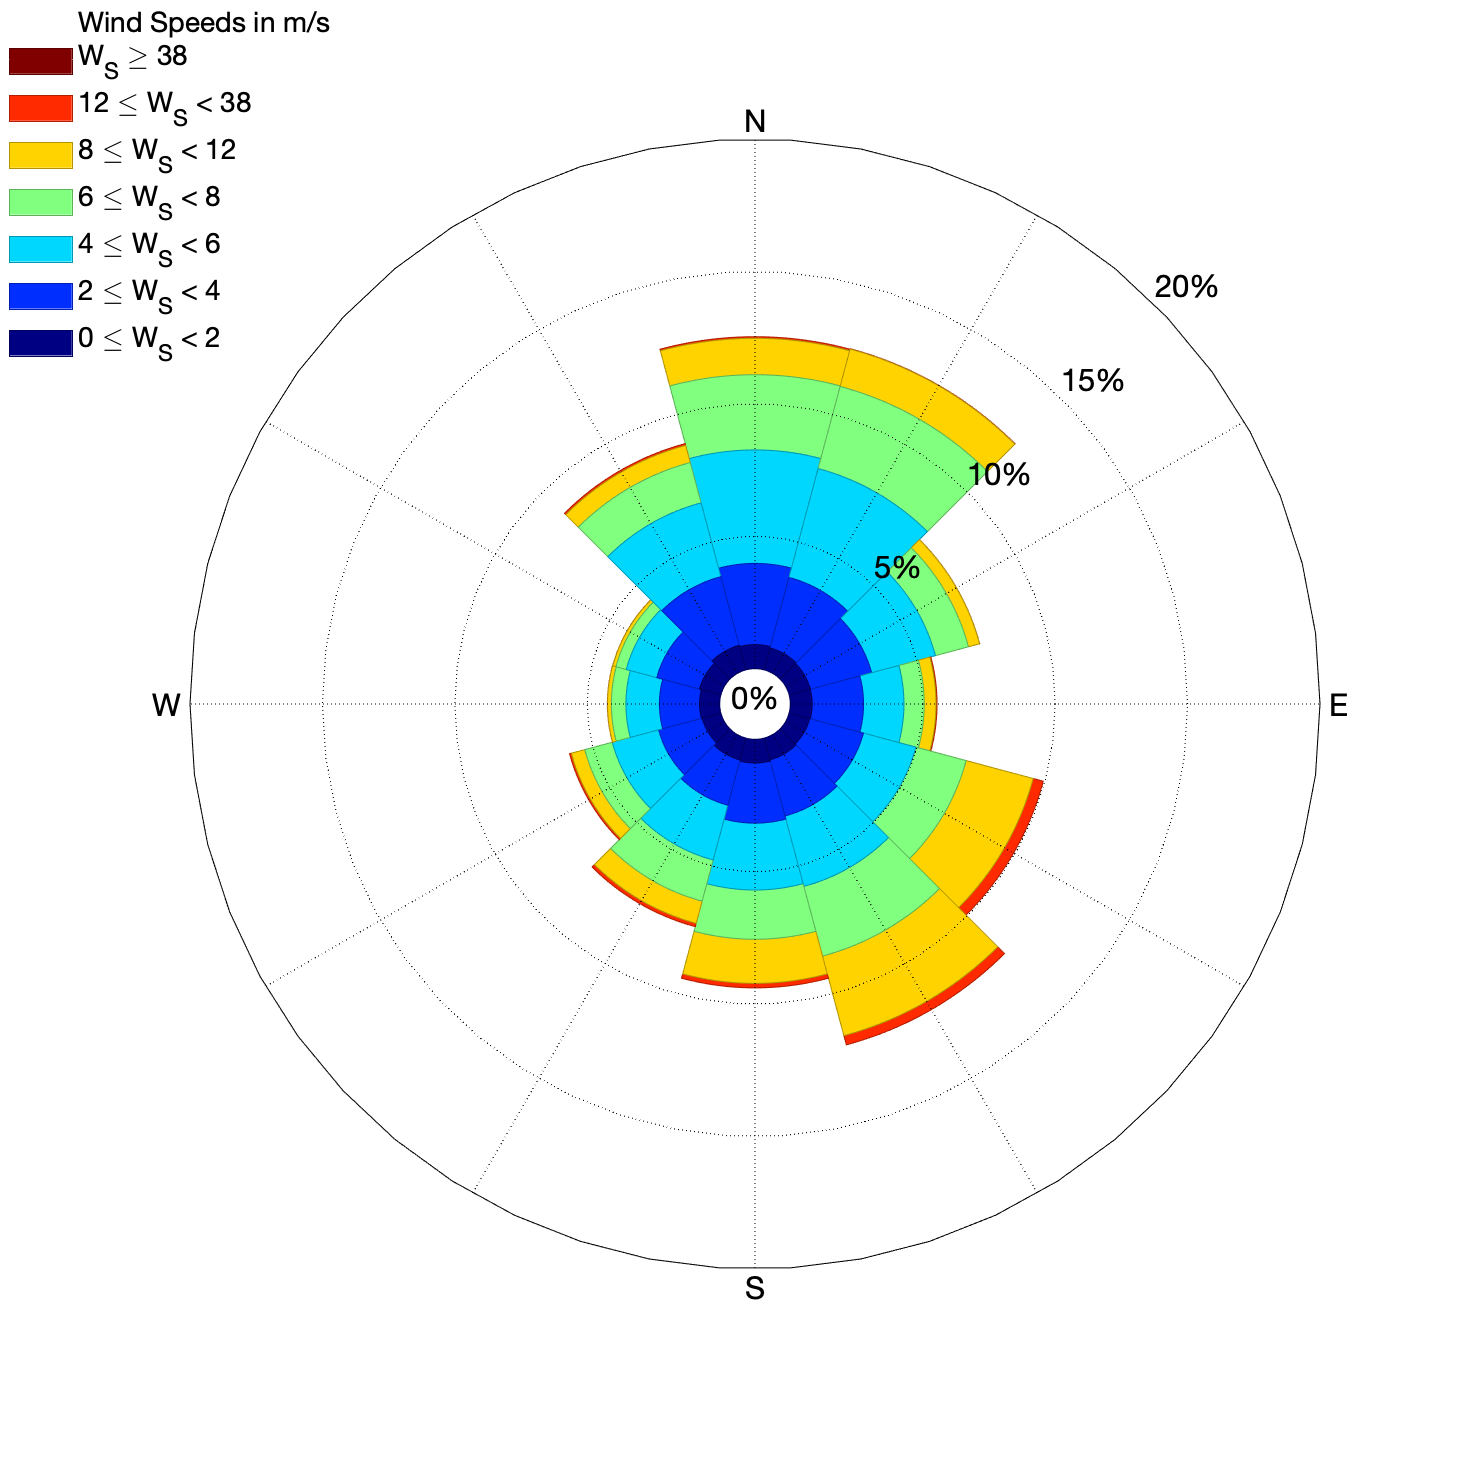 Wind Speeds in m/s
W_S ≥ 38
12 ≤ W_S < 38
8 ≤ W_S < 12
6 ≤ W_S < 8
4 ≤ W_S < 6
2 ≤ W_S < 4
0 ≤ W_S < 2
N
20%
15%
10%
5%
0%
W
E
S